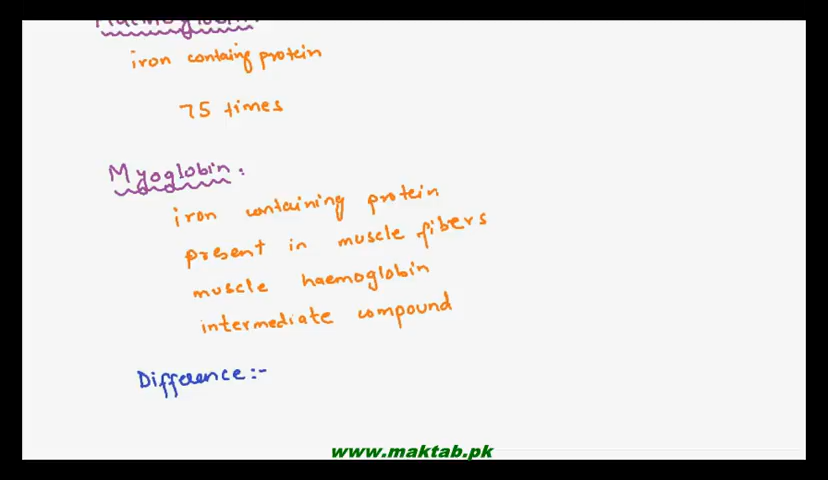 Haemoglobin:
iron containg protein
75 times
Myoglobin:
iron containing protein
present in muscle fibers
muscle haemoglobin
intermediate compound
Difference:-
www.maktab.pk